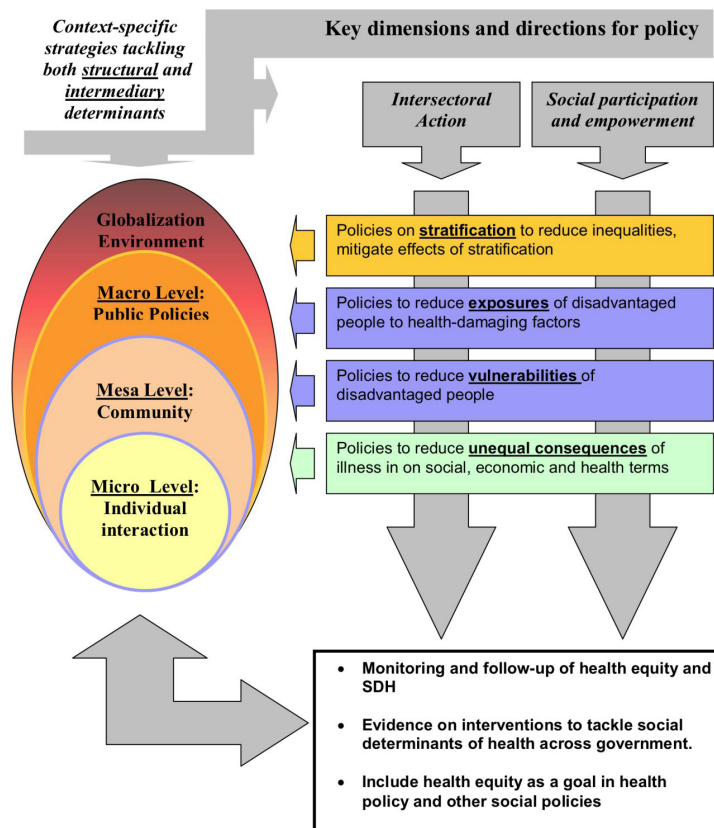 Context-specific
strategies tackling
both structural and
intermediary
determinants
Key dimensions and directions for policy
Intersectoral
Action
Social participation
and empowerment
Globalization
Environment
Macro Level:
Public Policies
Mesa Level:
Community
Micro Level:
Individual
interaction
Policies on stratification to reduce inequalities,
mitigate effects of stratification
Policies to reduce exposures of disadvantaged
people to health-damaging factors
Policies to reduce vulnerabilities of
disadvantaged people
Policies to reduce unequal consequences of
illness in on social, economic and health terms
• Monitoring and follow-up of health equity and
SDH
• Evidence on interventions to tackle social
determinants of health across government.
• Include health equity as a goal in health
policy and other social policies